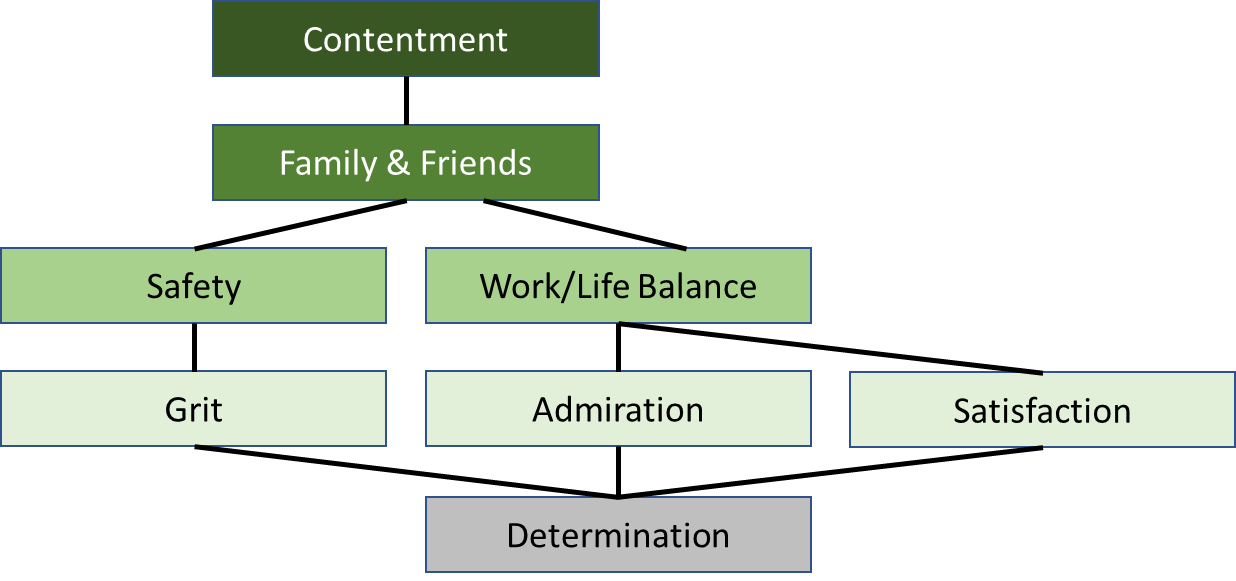 Contentment
Family & Friends
Safety
Work/Life Balance
Grit
Admiration
Satisfaction
Determination